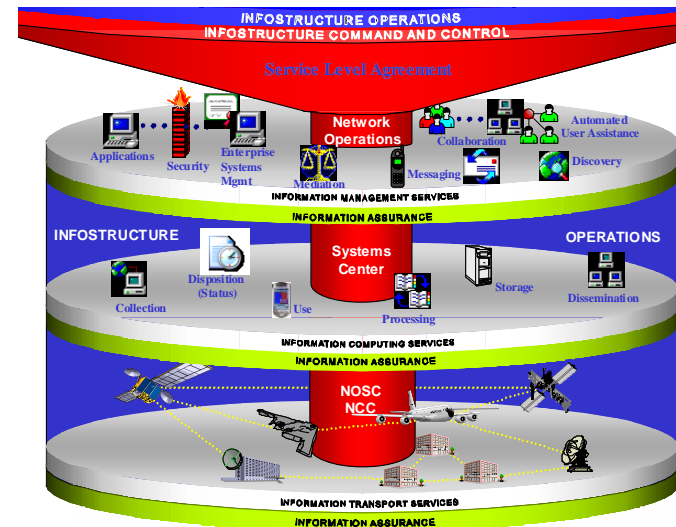 INFOSTRUCTURE OPERATIONS
INFOSTRUCTURE COMMAND AND CONTROL
Service Level Agreement
Network
Operations
Applications
Security
Enterprise
Systems
Mgmt
Mediation
Messaging
Collaboration
Automated
User Assistance
Discovery
INFORMATION MANAGEMENT SERVICES
INFORMATION ASSURANCE
INFOSTRUCTURE
OPERATIONS
Systems
Center
Collection
Disposition
(Status)
Use
Processing
Storage
Dissemination
INFORMATION COMPUTING SERVICES
INFORMATION ASSURANCE
NOSC
NCC
INFORMATION TRANSPORT SERVICES
INFORMATION ASSURANCE